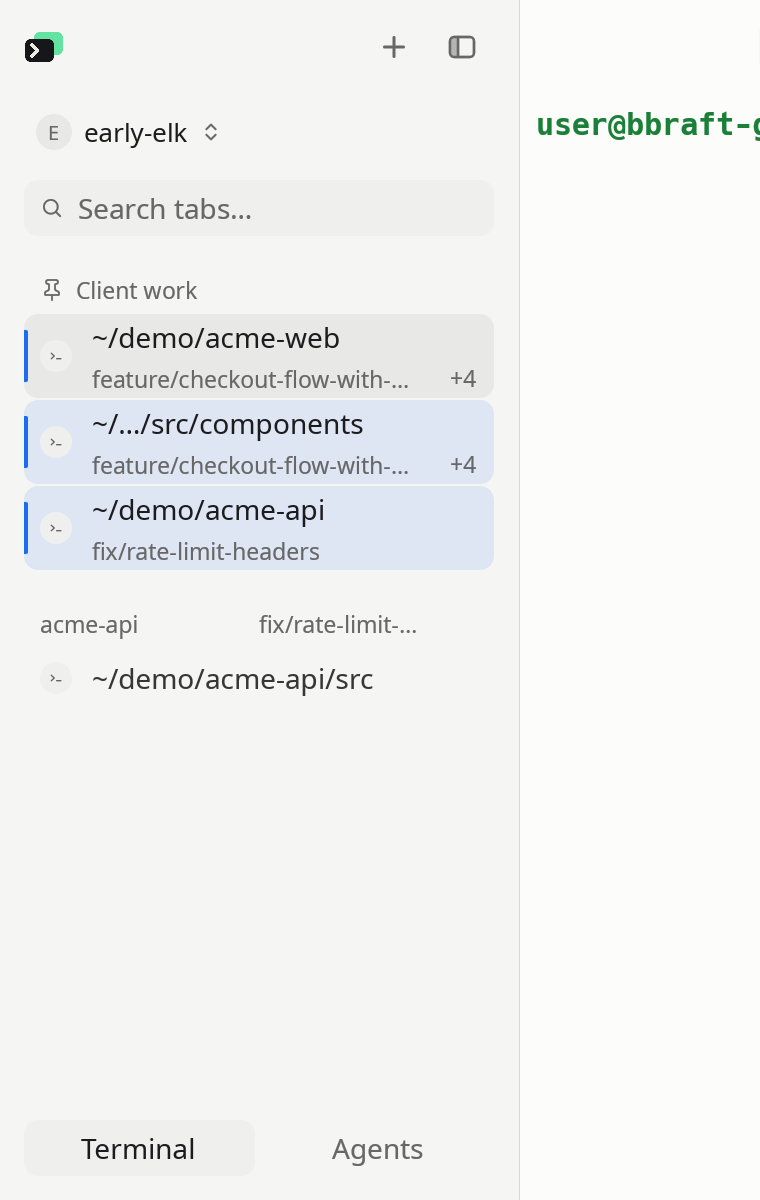 E early-elk
Search tabs...
Client work
~/demo/acme-web
feature/checkout-flow-with-... +4
~/.../src/components
feature/checkout-flow-with-... +4
~/demo/acme-api
fix/rate-limit-headers
acme-api fix/rate-limit-...
~/demo/acme-api/src
Terminal Agents
user@bbraft-g